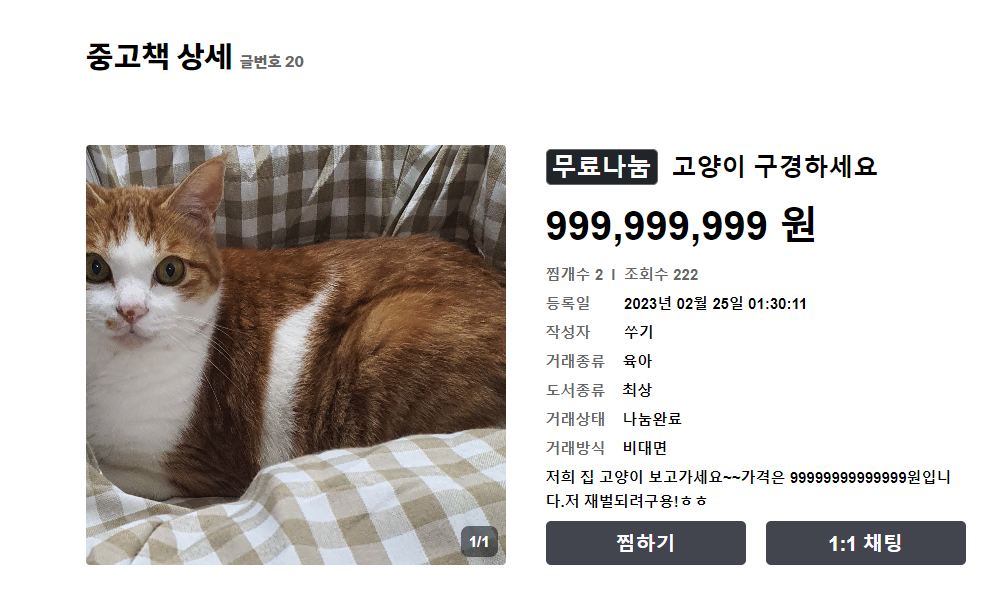 중고책 상세 글번호 20
무료나눔 고양이 구경하세요
999,999,999 원
찜개수 2 ㅣ 조회수 222
등록일 2023년 02월 25일 01:30:11
작성자 쑤기
거래종류 육아
도서종류 최상
거래상태 나눔완료
거래방식 비대면
저희 집 고양이 보고가세요~~가격은 99999999999999원입니
다.저 재벌되려구용!ㅎㅎ
1/1
찜하기 1:1 채팅